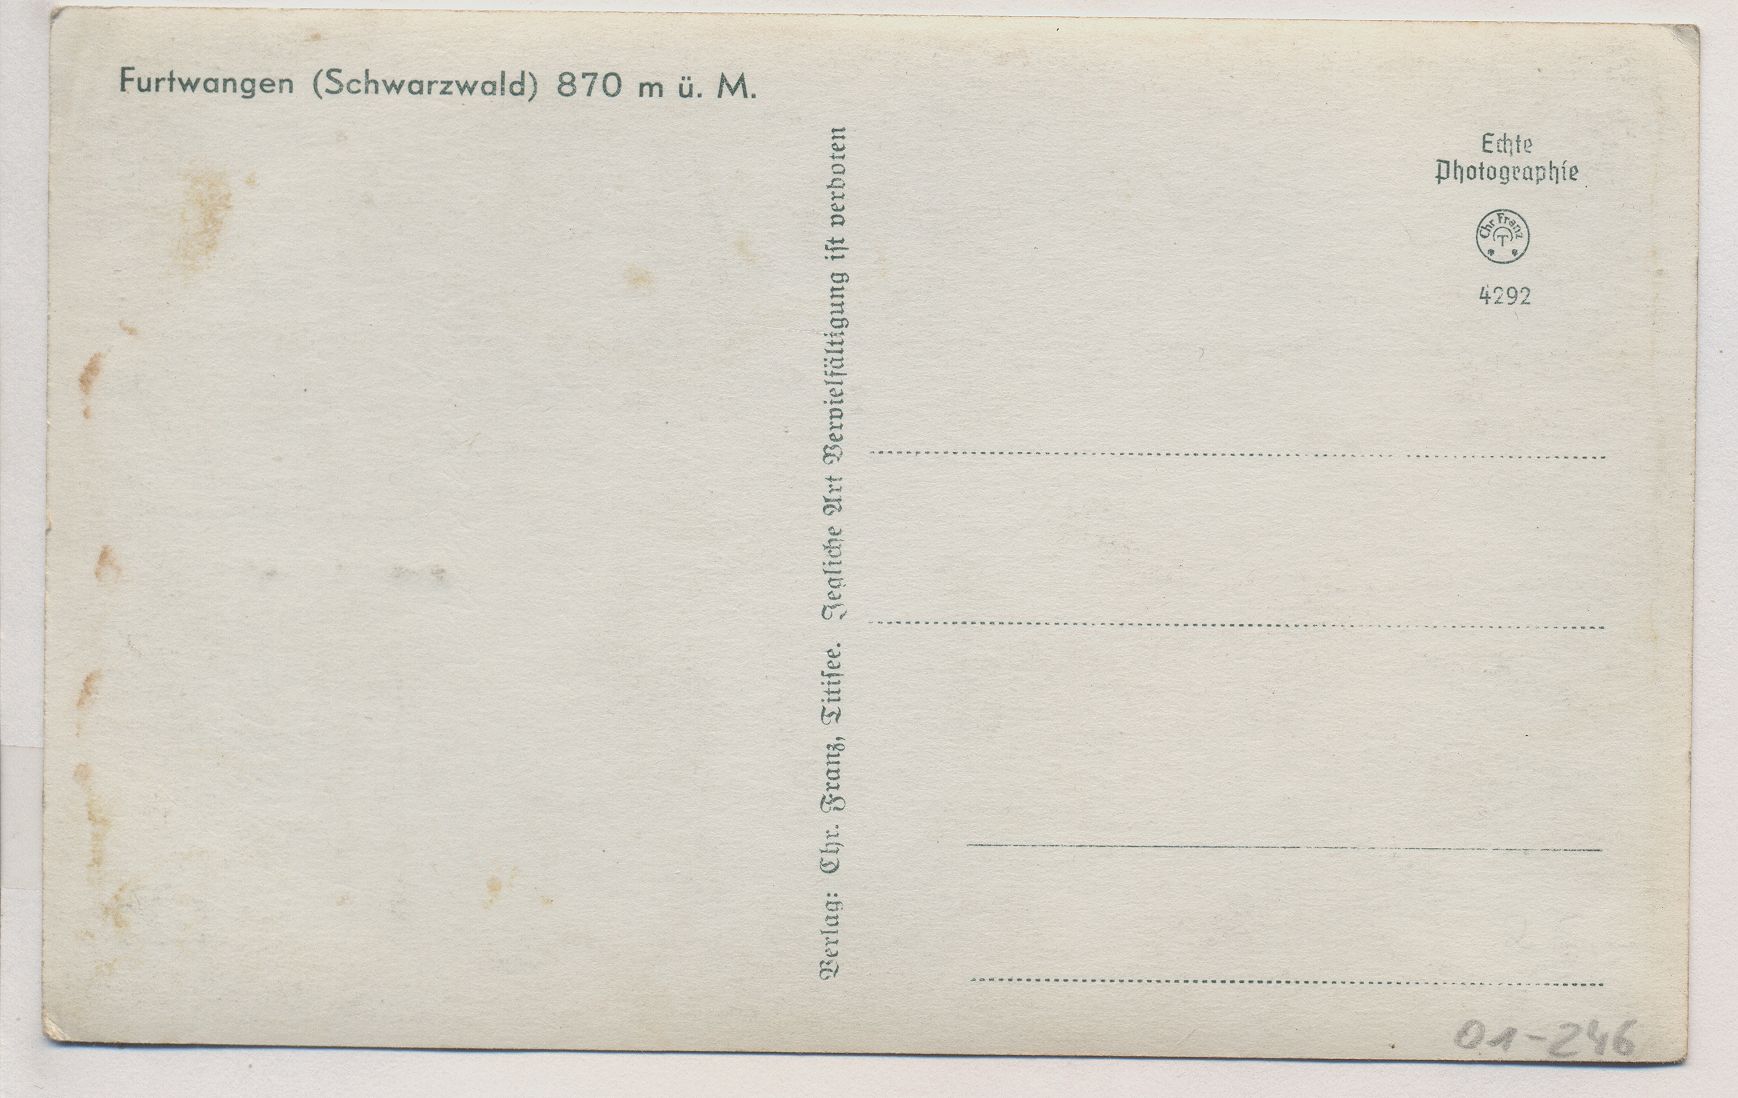 Furtwangen (Schwarzwald) 870 m ü. M.
Verlag: Chr. Franz, Titisee. Jegliche Art Vervielfältigung ist verboten
Echte
Photographie
Chr Franz
T
4292
01-246